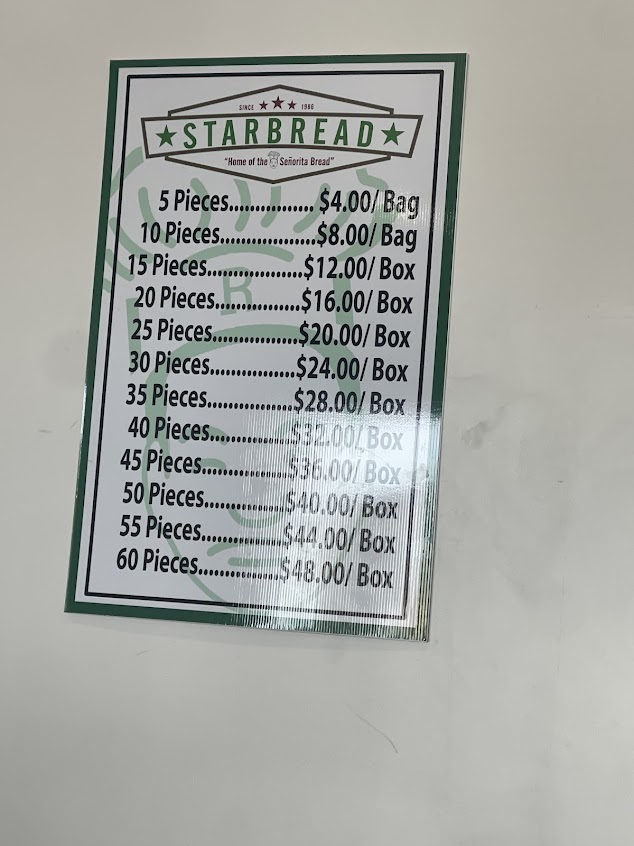 SINCE ★★★ 1986
★STARBREAD★
"Home of the Señorita Bread"
5 Pieces................ $4.00/ Bag
10 Pieces..................$8.00/ Bag
15 Pieces..................$12.00/ Box
20 Pieces................$16.00/ Box
25 Pieces................$20.00/ Box
30 Pieces................$24.00/ Box
35 Pieces................$28.00/ Box
40 Pieces...............$32.00/ Box
45 Pieces................$36.00/ Box
50 Pieces...............$40.00/ Box
55 Pieces...............$44.00/ Box
60 Pieces...............$48.00/ Box
R